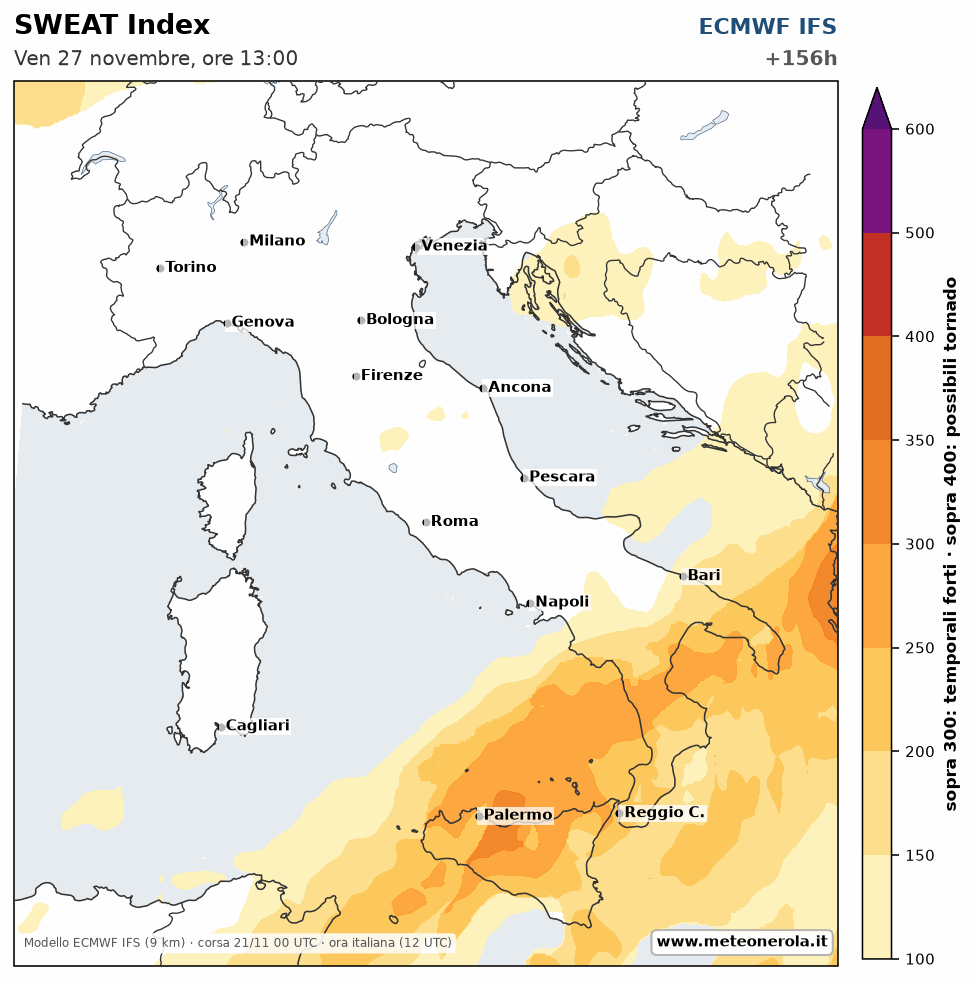 SWEAT Index
ECMWF IFS
Ven 27 novembre, ore 13:00
+156h
600
500
400
350
300
250
200
150
100
sopra 300: temporali forti · sopra 400: possibili tornado
Milano
Venezia
Torino
Genova
Bologna
Firenze
Ancona
Pescara
Roma
Bari
Napoli
Cagliari
Palermo
Reggio C.
Modello ECMWF IFS (9 km) · corsa 21/11 00 UTC · ora italiana (12 UTC)
www.meteonerola.it